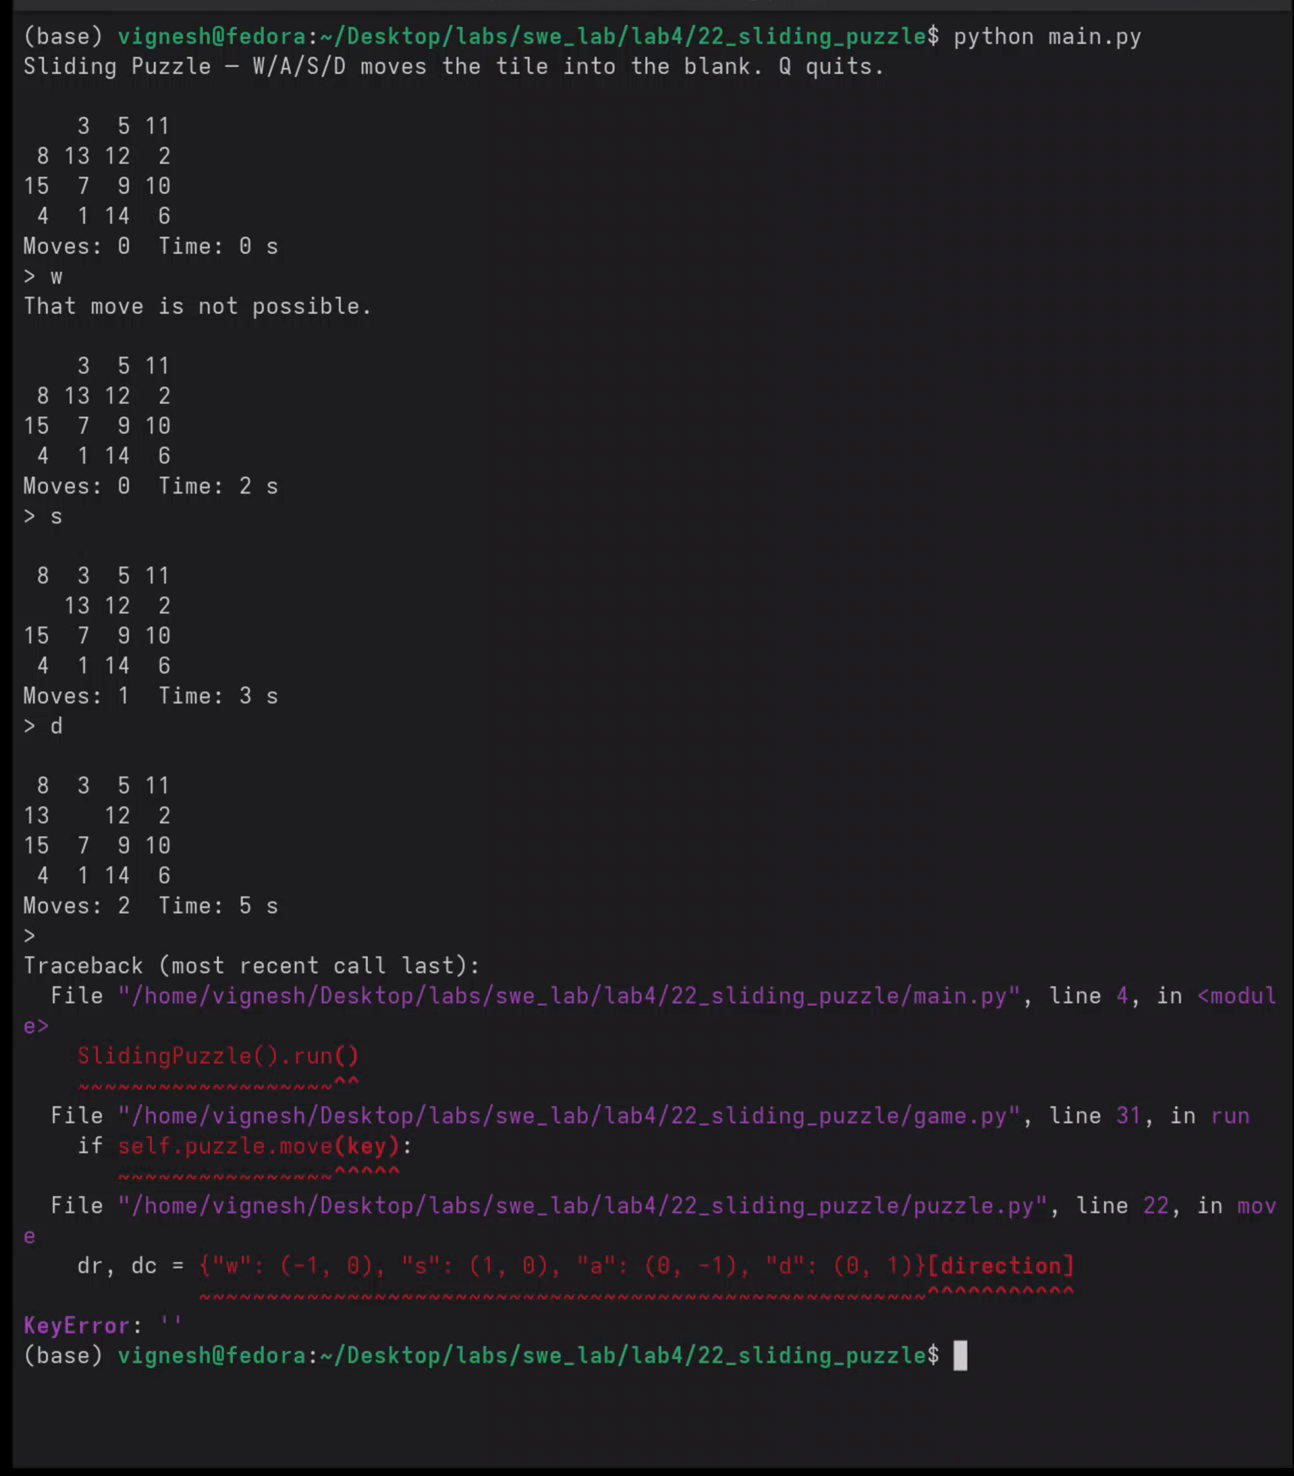 (base) vignesh@fedora:~/Desktop/labs/swe_lab/lab4/22_sliding_puzzle$ python main.py
Sliding Puzzle — W/A/S/D moves the tile into the blank. Q quits.
    3  5 11
 8 13 12  2
15  7  9 10
 4  1 14  6
Moves: 0  Time: 0 s
> w
That move is not possible.
    3  5 11
 8 13 12  2
15  7  9 10
 4  1 14  6
Moves: 0  Time: 2 s
> s
 8  3  5 11
   13 12  2
15  7  9 10
 4  1 14  6
Moves: 1  Time: 3 s
> d
 8  3  5 11
13    12  2
15  7  9 10
 4  1 14  6
Moves: 2  Time: 5 s
>
Traceback (most recent call last):
  File "/home/vignesh/Desktop/labs/swe_lab/lab4/22_sliding_puzzle/main.py", line 4, in <modul
e>
    SlidingPuzzle().run()
    ~~~~~~~~~~~~~~~~~~~^^
  File "/home/vignesh/Desktop/labs/swe_lab/lab4/22_sliding_puzzle/game.py", line 31, in run
    if self.puzzle.move(key):
       ~~~~~~~~~~~~~~~~^^^^^
  File "/home/vignesh/Desktop/labs/swe_lab/lab4/22_sliding_puzzle/puzzle.py", line 22, in mov
e
    dr, dc = {"w": (-1, 0), "s": (1, 0), "a": (0, -1), "d": (0, 1)}[direction]
             ~~~~~~~~~~~~~~~~~~~~~~~~~~~~~~~~~~~~~~~~~~~~~~~~~~~~~~^^^^^^^^^^^
KeyError: ''
(base) vignesh@fedora:~/Desktop/labs/swe_lab/lab4/22_sliding_puzzle$